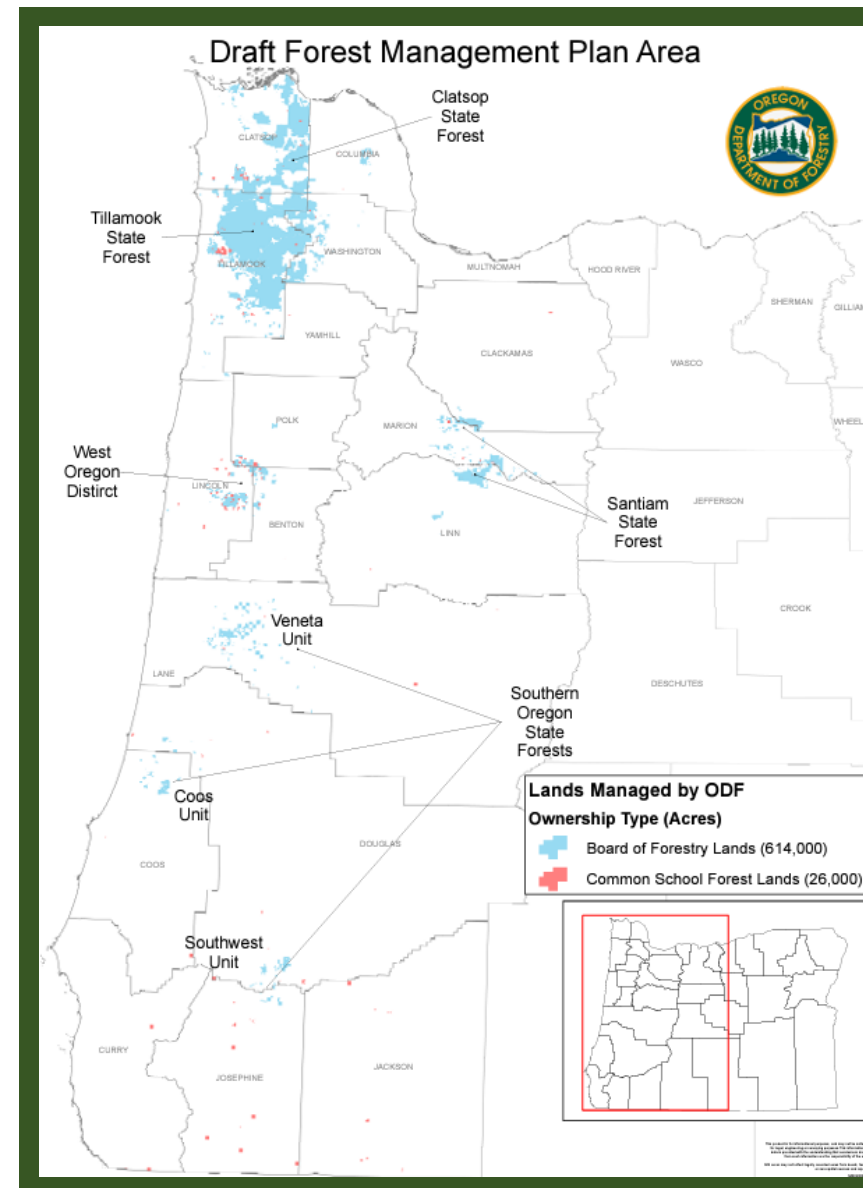 Draft Forest Management Plan Area
Clatsop
State
Forest
OREGON
DEPARTMENT OF FORESTRY
CLATSOP
COLUMBIA
Tillamook
State
Forest
TILLAMOOK
WASHINGTON
MULTNOMAH
HOOD RIVER
SHERMAN
GILLIAM
YAMHILL
CLACKAMAS
WASCO
POLK
MARION
WHEEL
West
Oregon
Distirct
LINCOLN
BENTON
LINN
Santiam
State
Forest
JEFFERSON
CROOK
Veneta
Unit
LANE
DESCHUTES
Southern
Oregon
State
Forests
Coos
Unit
COOS
DOUGLAS
Lands Managed by ODF
Ownership Type (Acres)
Board of Forestry Lands (614,000)
Common School Forest Lands (26,000)
Southwest
Unit
CURRY
JOSEPHINE
JACKSON